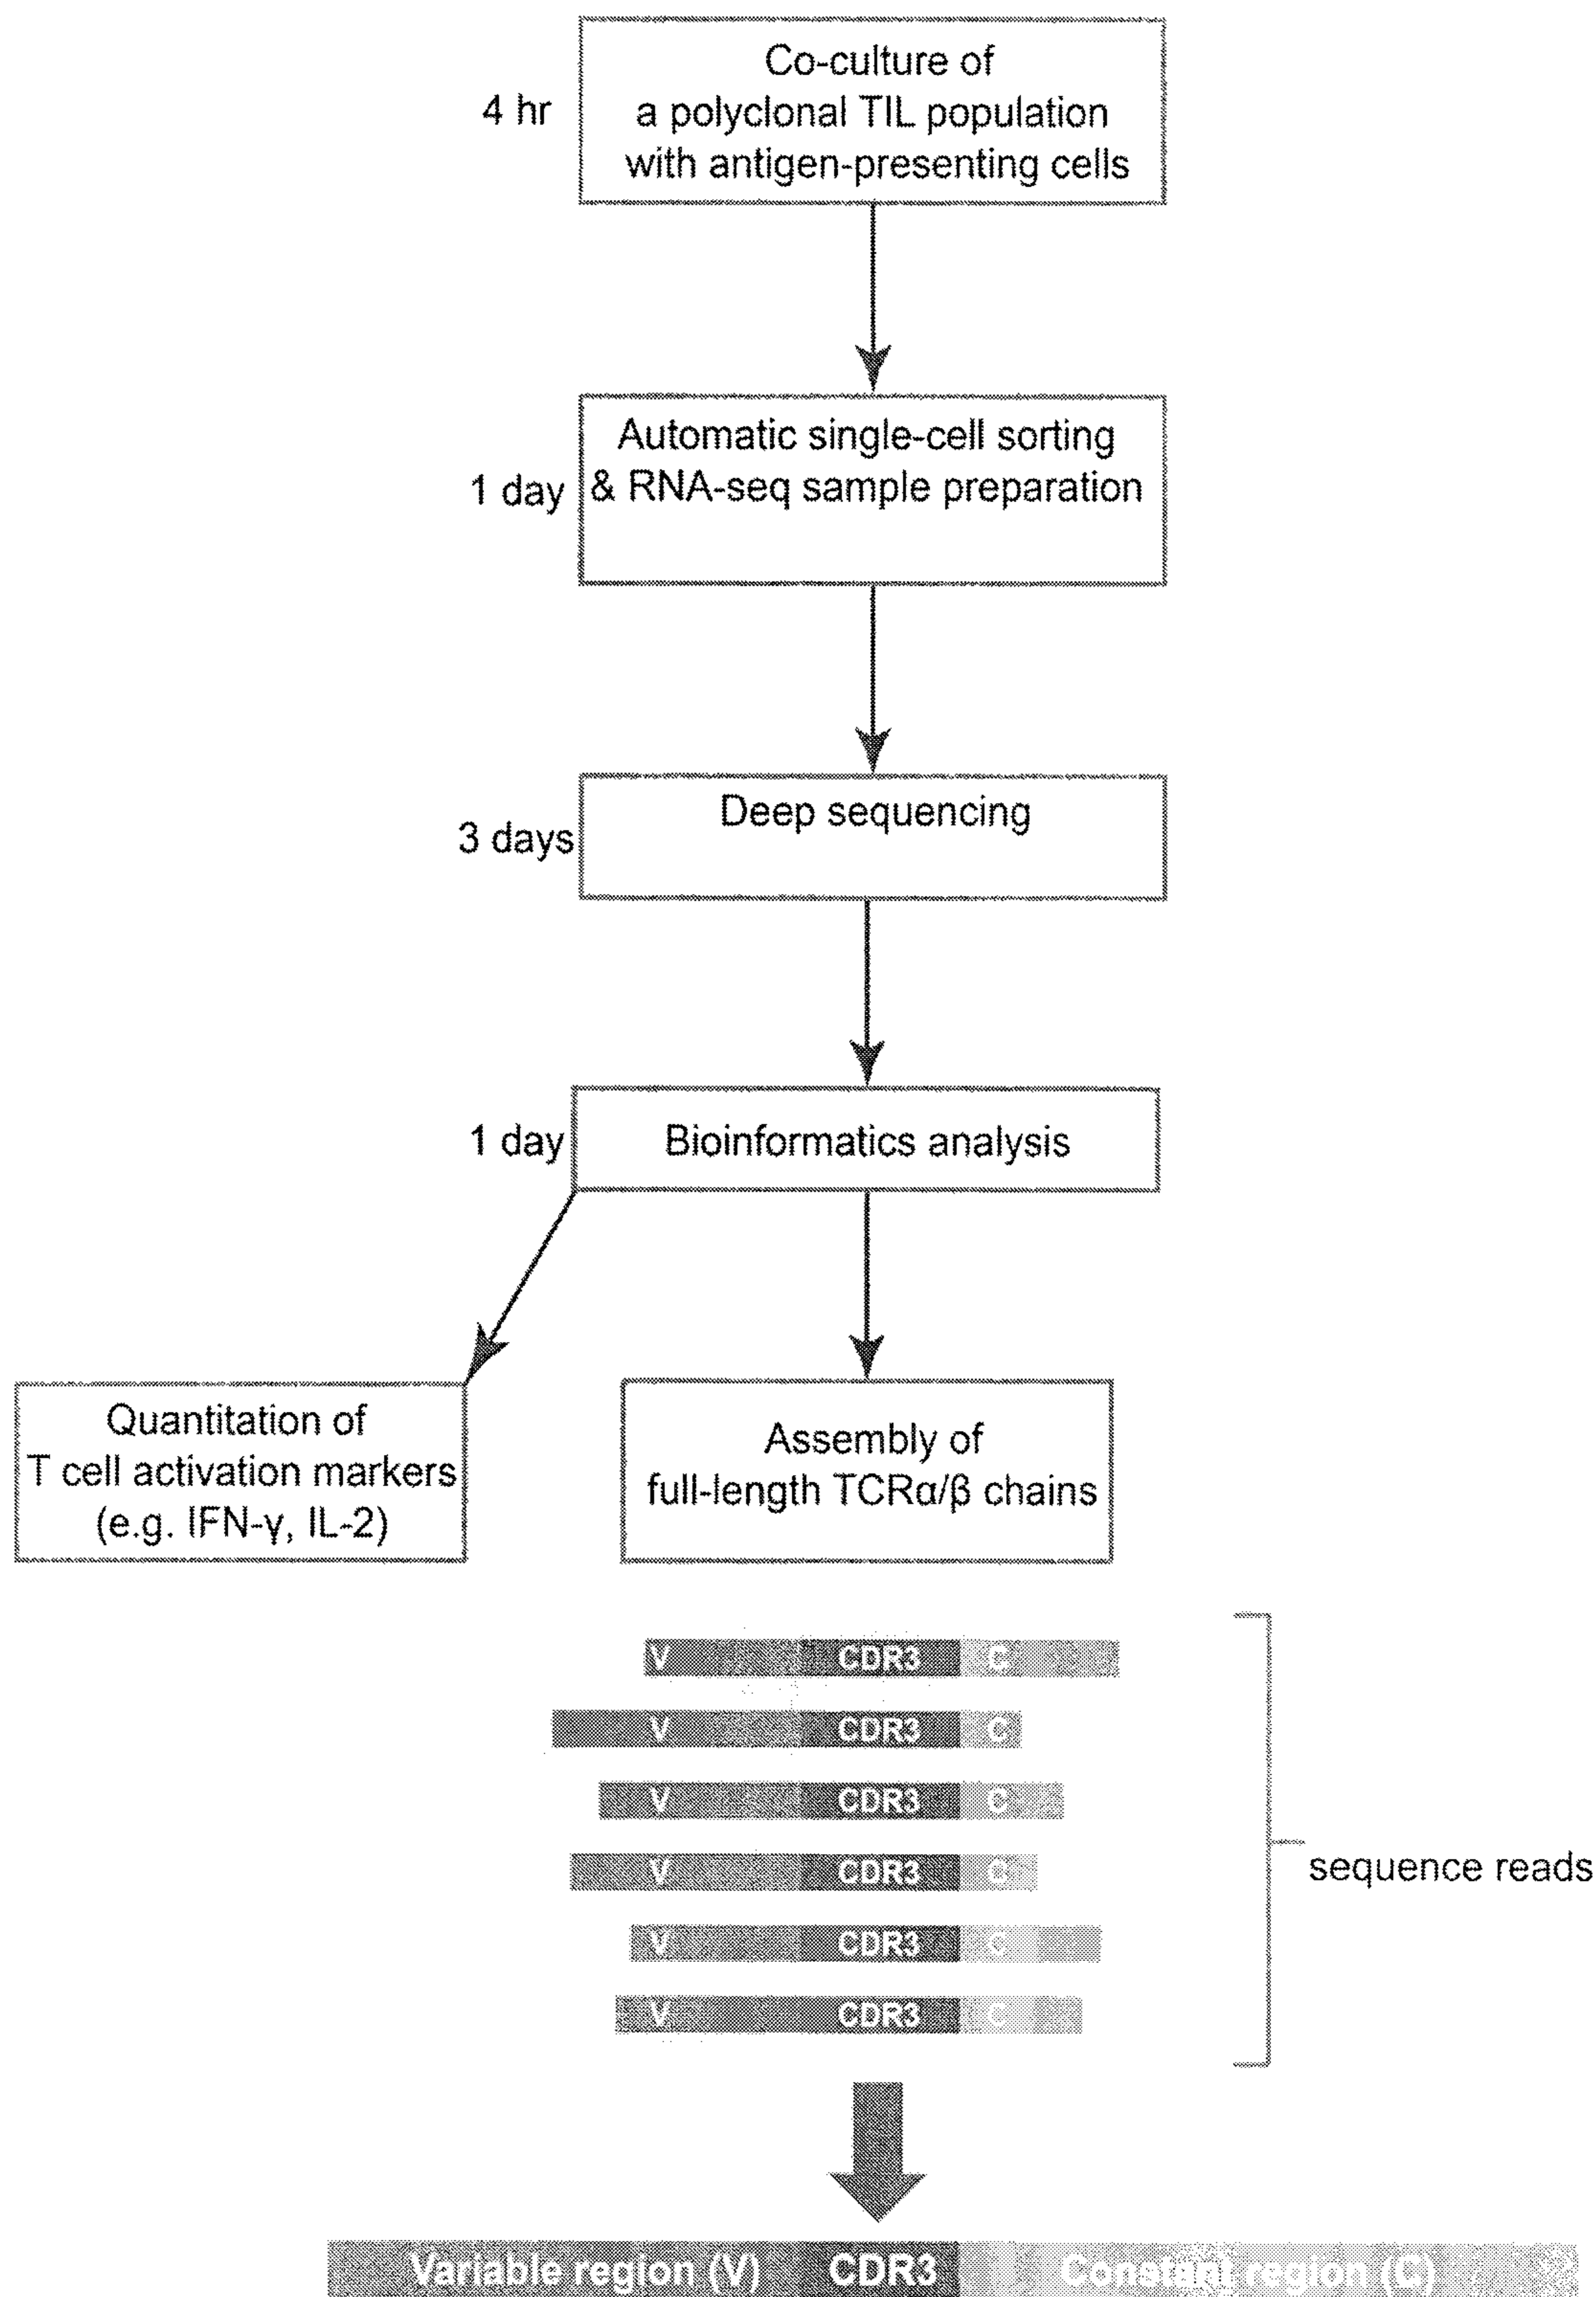 4 hr
Co-culture of
a polyclonal TIL population
with antigen-presenting cells
1 day
Automatic single-cell sorting
& RNA-seq sample preparation
3 days
Deep sequencing
1 day
Bioinformatics analysis
Quantitation of
T cell activation markers
(e.g. IFN-γ, IL-2)
Assembly of
full-length TCRα/β chains
V CDR3 C
V CDR3 C
V CDR3 C
V CDR3 C
V CDR3 C
V CDR3 C
sequence reads
Variable region (V) CDR3 Constant region (C)